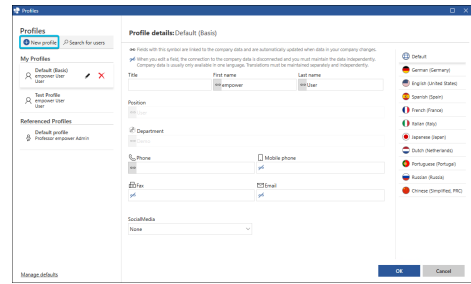 Profiles
Profiles
New profile
Search for users
My Profiles
Default (Basis)
empower User
User
Test Profile
empower User
User
Referenced Profiles
Default profile
Professor empower Admin
Manage defaults
Profile details: Default (Basis)
Fields with this symbol are linked to the company data and are automatically updated when data in your company changes.
When you edit a field, the connection to the company data is disconnected and you must maintain the data independently.
Company data is usually only available in one language. Translations must be maintained separately and independently.
Title
First name
Last name
empower
User
Position
Department
Phone
Mobile phone
Fax
Email
SocialMedia
None
Default
German (Germany)
English (United States)
Spanish (Spain)
French (France)
Italian (Italy)
Japanese (Japan)
Dutch (Netherlands)
Portuguese (Portugal)
Russian (Russia)
Chinese (Simplified, PRC)
OK
Cancel